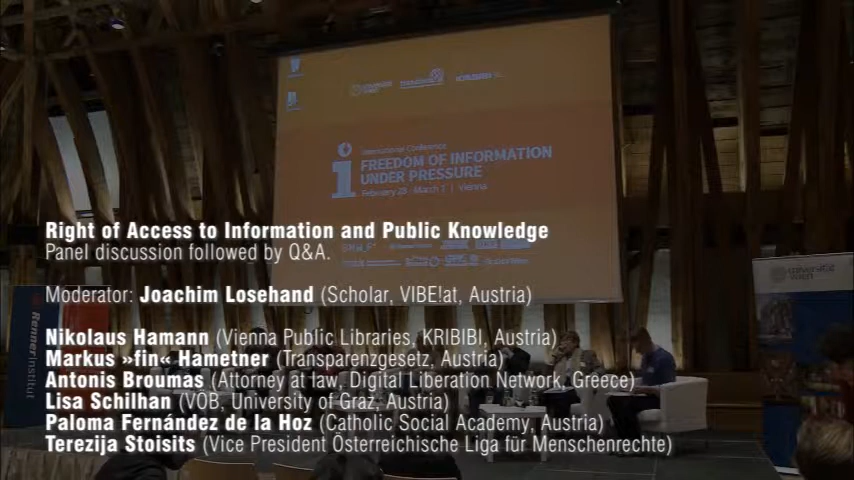 International Conference
FREEDOM OF INFORMATION
UNDER PRESSURE
February 28 - March 1 | Vienna
Right of Access to Information and Public Knowledge
Panel discussion followed by Q&A.
Moderator: Joachim Losehand (Scholar, VIBE!at, Austria)
Nikolaus Hamann (Vienna Public Libraries, KRIBIBI, Austria)
Markus »fin« Hametner (Transparenzgesetz, Austria)
Antonis Broumas (Attorney at law, Digital Liberation Network, Greece)
Lisa Schilhan (VÖB, University of Graz, Austria)
Paloma Fernández de la Hoz (Catholic Social Academy, Austria)
Terezija Stoisits (Vice President Österreichische Liga für Menschenrechte)
Renner Institut
universität
wien